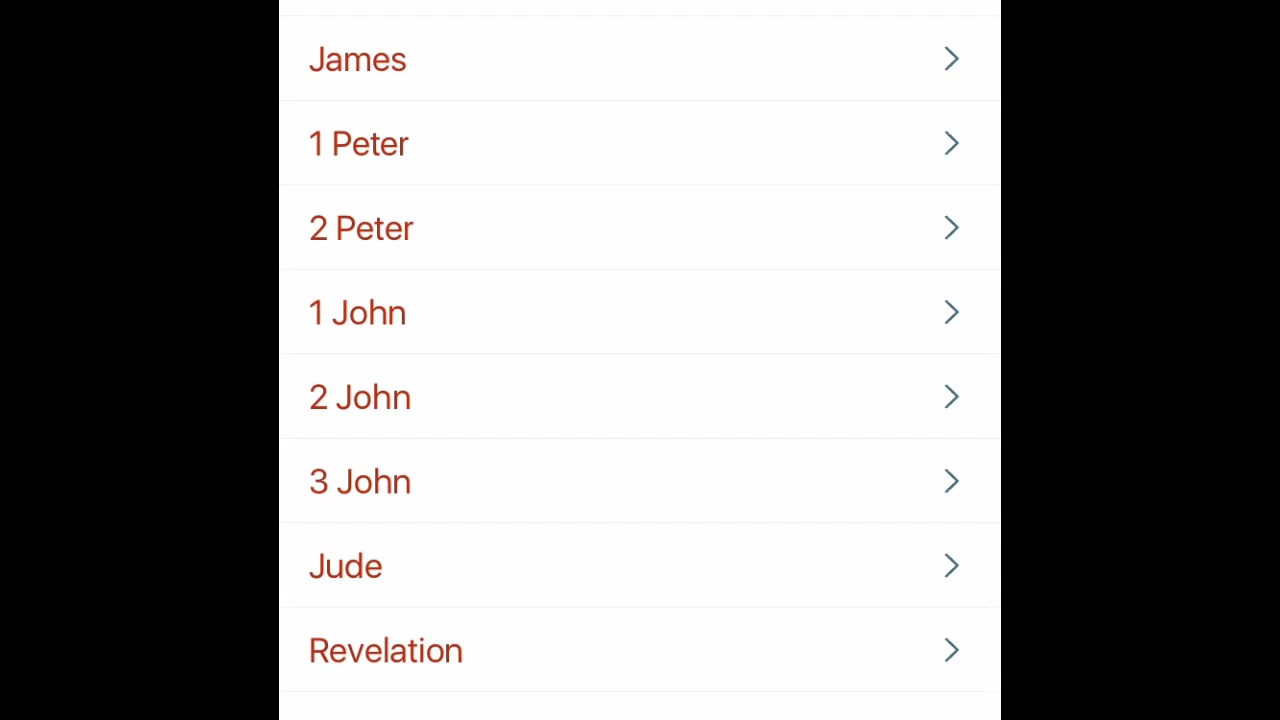 James
1 Peter
2 Peter
1 John
2 John
3 John
Jude
Revelation